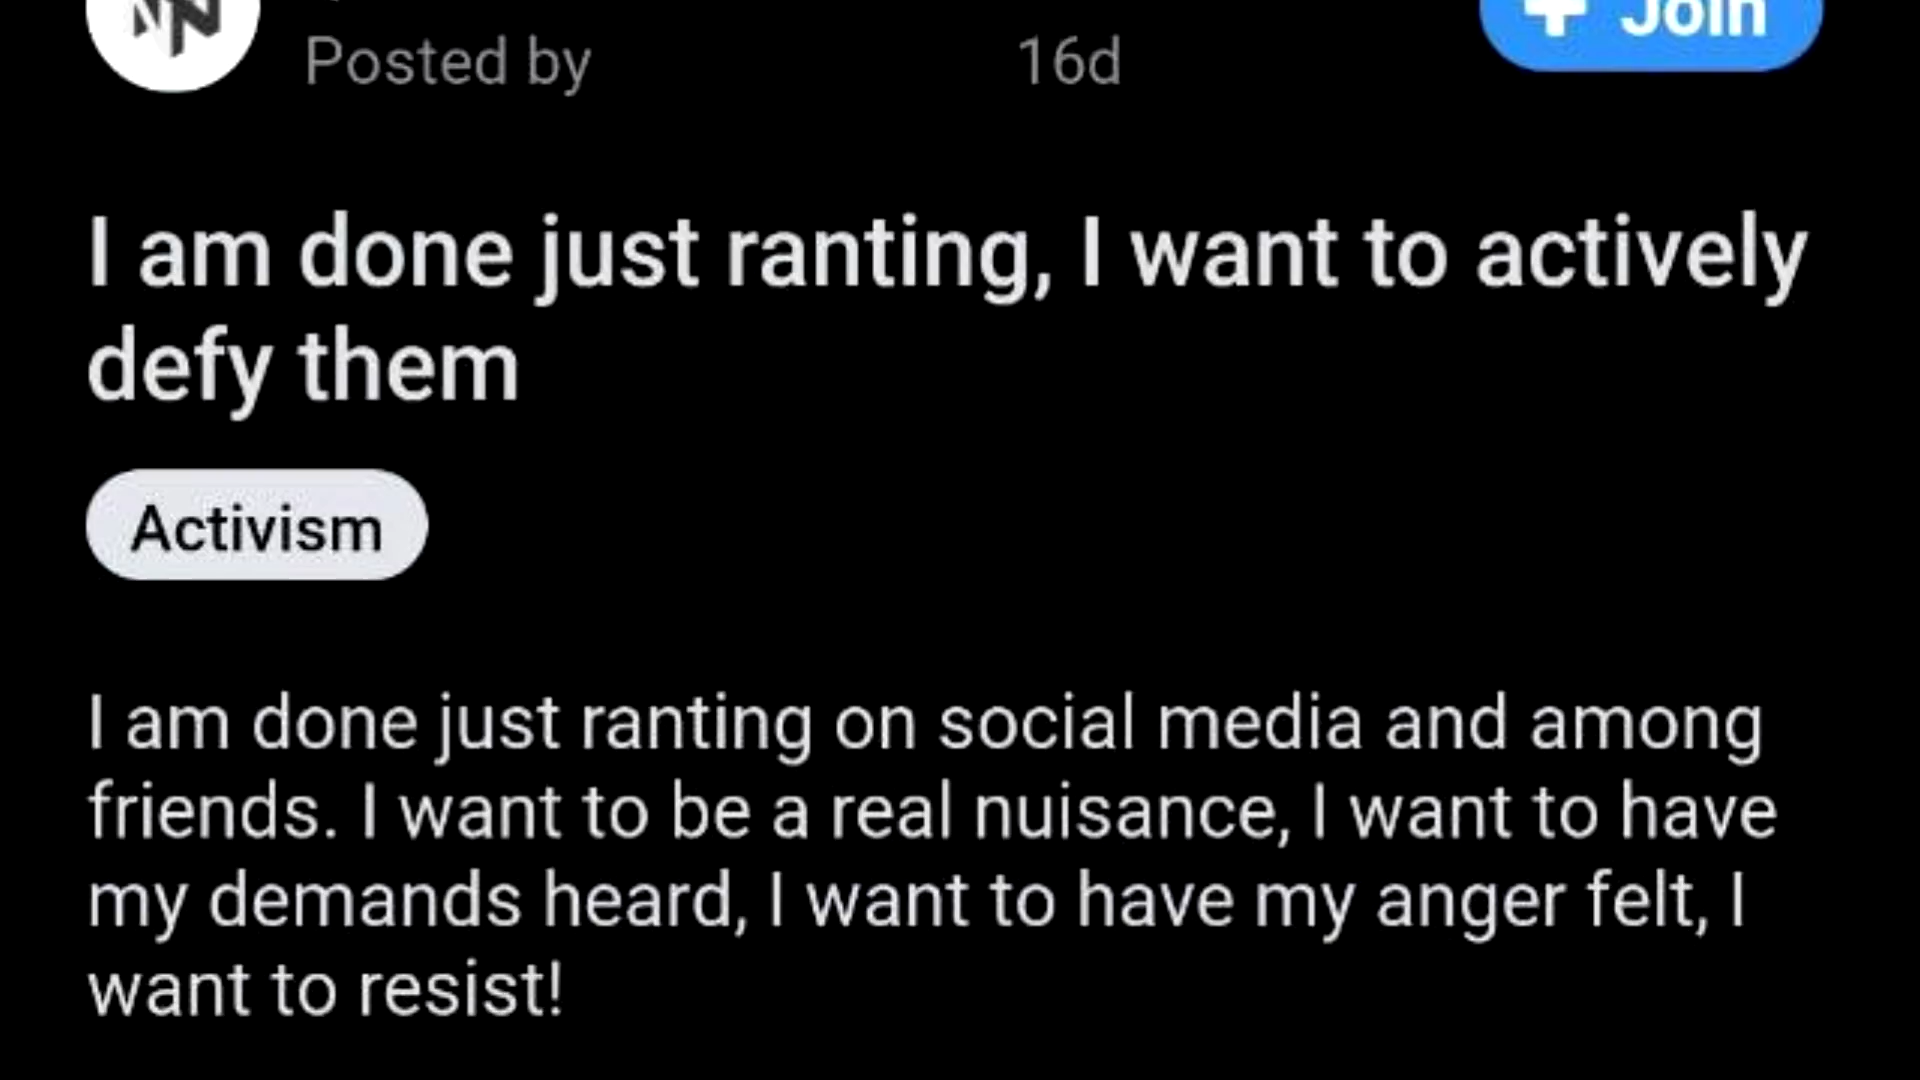 Join
Posted by 16d
I am done just ranting, I want to actively
defy them
Activism
I am done just ranting on social media and among
friends. I want to be a real nuisance, I want to have
my demands heard, I want to have my anger felt, I
want to resist!